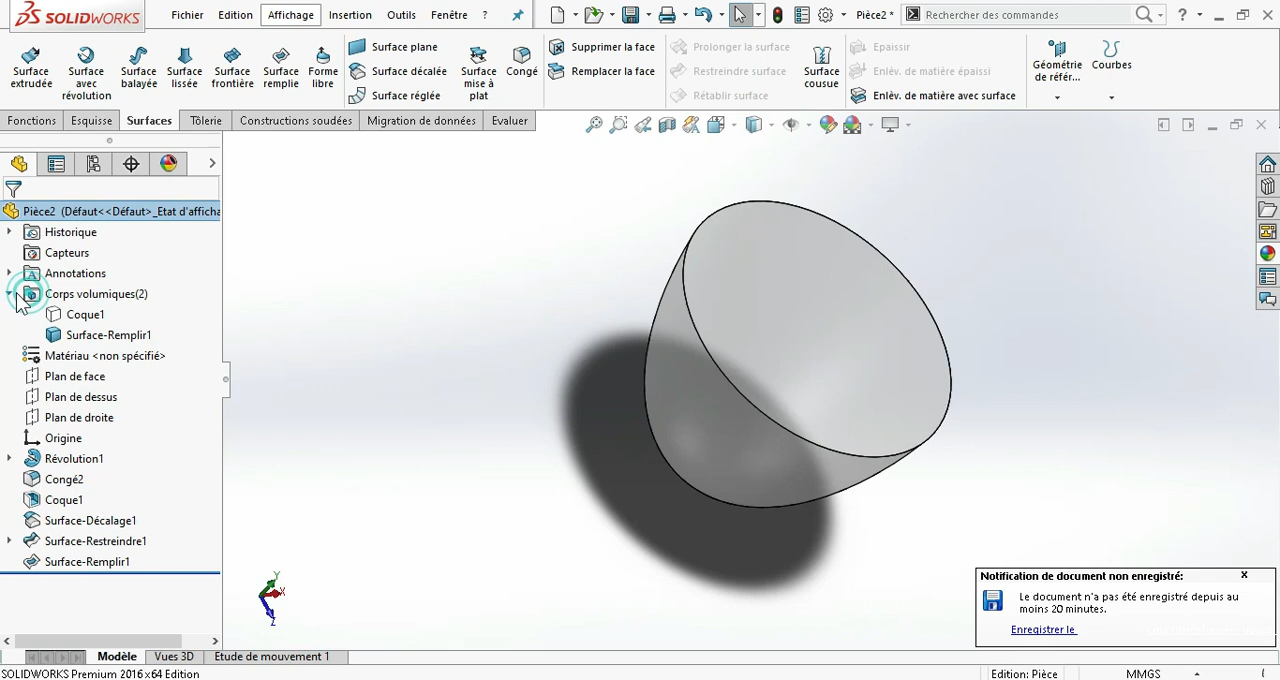 SOLIDWORKS
Fichier Edition Affichage Insertion Outils Fenêtre ? Pièce2 * Rechercher des commandes ?
Surface extrudée
Surface avec révolution
Surface balayée
Surface lissée
Surface frontière
Surface remplie
Forme libre
Surface plane
Surface décalée
Surface réglée
Surface mise à plat
Congé
Supprimer la face
Remplacer la face
Prolonger la surface
Restreindre surface
Rétablir surface
Surface cousue
Epaissir
Enlèv. de matière épaissi
Enlèv. de matière avec surface
Géométrie de référ...
Courbes
Fonctions Esquisse Surfaces Tôlerie Constructions soudées Migration de données Evaluer
Pièce2 (Défaut<<Défaut>_Etat d'afficha
Historique
Capteurs
Annotations
Corps volumiques(2)
Coque1
Surface-Remplir1
Matériau <non spécifié>
Plan de face
Plan de dessus
Plan de droite
Origine
Révolution1
Congé2
Coque1
Surface-Décalage1
Surface-Restreindre1
Surface-Remplir1
Y
X
Z
Notification de document non enregistré: x
Le document n'a pas été enregistré depuis au
moins 20 minutes.
Enregistrer le
Modèle Vues 3D Etude de mouvement 1
SOLIDWORKS Premium 2016 x64 Edition Edition: Pièce MMGS